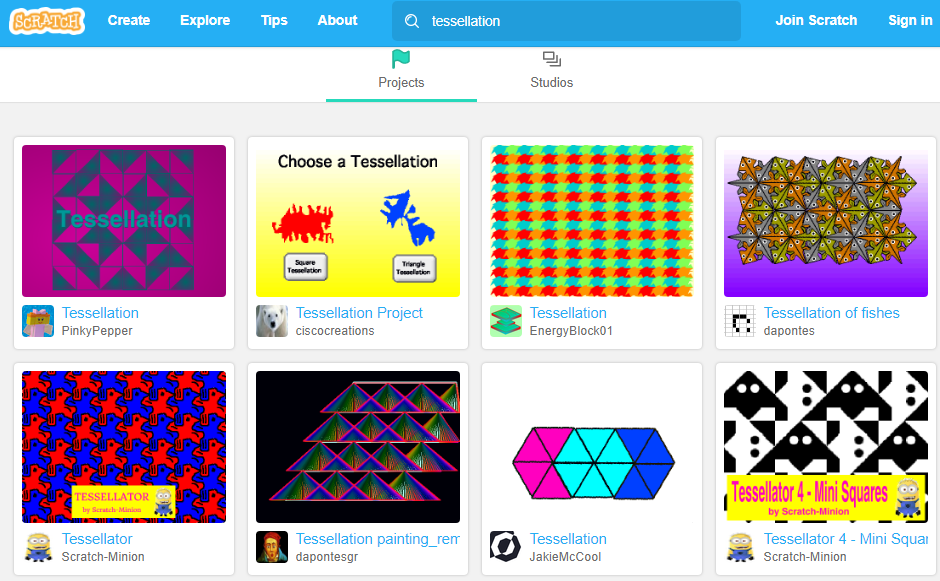 SCRATCH Create Explore Tips About tessellation Join Scratch Sign in
Projects Studios
Tessellation
Choose a Tessellation
Square
Tessellation
Triangle
Tessellation
Tessellation
PinkyPepper
Tessellation Project
ciscocreations
Tessellation
EnergyBlock01
Tessellation of fishes
dapontes
TESSELLATOR
by Scratch-Minion
Tessellator 4 - Mini Squares
by Scratch-Minion
Tessellator
Scratch-Minion
Tessellation painting_rem
dapontesgr
Tessellation
JakieMcCool
Tessellator 4 - Mini Squar
Scratch-Minion